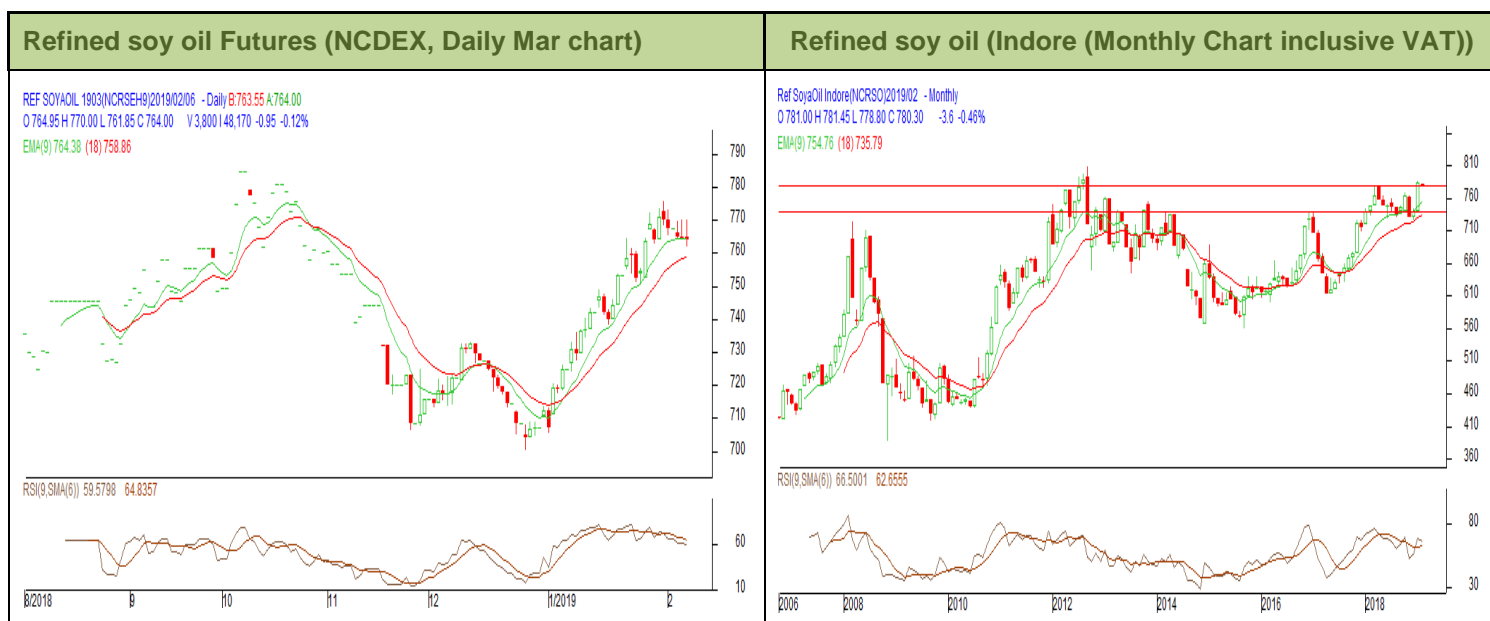 Refined soy oil Futures (NCDEX, Daily Mar chart)
REF SOYAOIL 1903(NCRSEH9)2019/02/06 - Daily B:763.55 A:764.00
O 764.95 H 770.00 L 761.85 C 764.00 V 3,800 I 48,170 -0.95 -0.12%
EMA(9) 764.38 (18) 758.86
790
780
770
760
750
740
730
720
710
700
RSI(9,SMA(6)) 59.5798 64.8357
60
10
8/2018 9 10 11 12 1/2019 2
Refined soy oil (Indore (Monthly Chart inclusive VAT))
Ref SoyaOil Indore(NCRSO)2019/02 - Monthly
O 781.00 H 781.45 L 778.80 C 780.30 -3.6 -0.46%
EMA(9) 754.76 (18) 735.79
810
760
710
660
610
560
510
460
410
360
RSI(9,SMA(6)) 66.5001 62.6555
80
30
2006 2008 2010 2012 2014 2016 2018